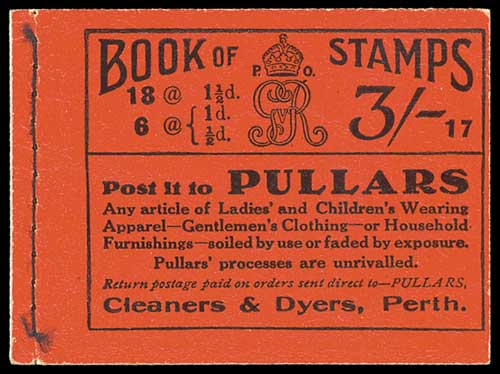 BOOK OF STAMPS
P. O.
GvR
18 @ 1½d.
6 @ { 1d. ½d.
3/- 17
Post It to PULLARS
Any article of Ladies' and Children's Wearing
Apparel—Gentlemen's Clothing—or Household
Furnishings—soiled by use or faded by exposure.
Pullars' processes are unrivalled.
Return postage paid on orders sent direct to—PULLARS,
Cleaners & Dyers, Perth.